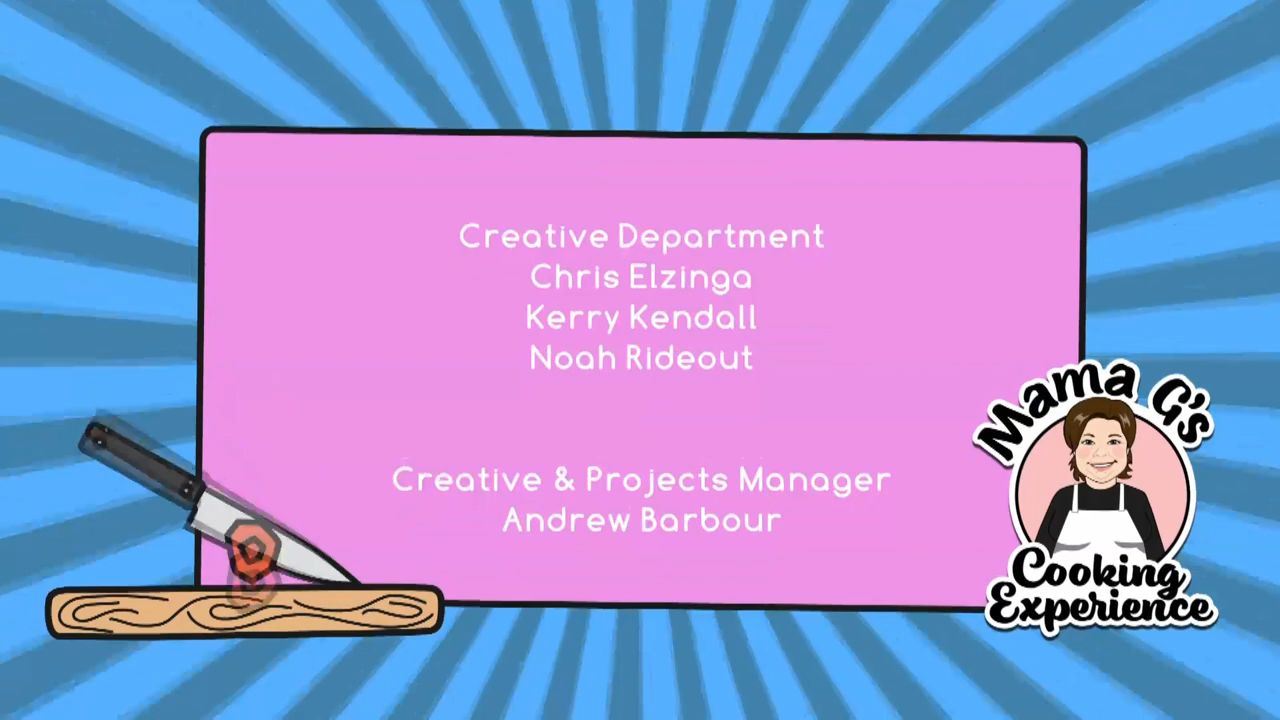 Creative Department
Chris Elzinga
Kerry Kendall
Noah Rideout
Creative & Projects Manager
Andrew Barbour
Mama G's
Cooking
Experience